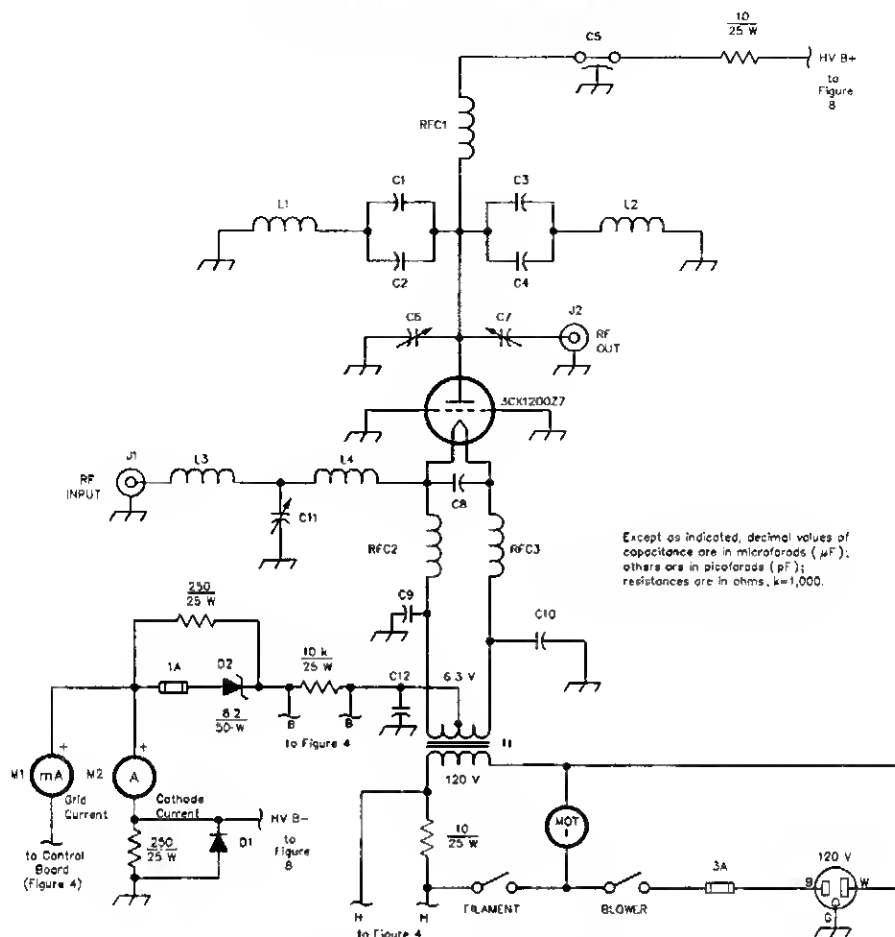 C5
10
25 W
HV B+
to
Figure
8
RFC1
C1
C3
L1
L2
C2
C4
C6
C7
J2
RF
OUT
3CX1200Z7
J1
RF
INPUT
L3
L4
C8
C11
RFC2
RFC3
Except as indicated, decimal values of
capacitance are in microfarads ( µF);
others are in picofarads ( pF);
resistances are in ohms, k=1,000.
C9
C10
250
25 W
1A
D2
10 k
25 W
C12
6.3 V
8.2
50-W
B
B
to Figure 4
120 V
M1
mA
Grid
Current
+
M2
A
Cathode
Current
+
HV B-
to
Figure
8
250
25 W
D1
to Control
Board
(Figure 4)
10
25 W
MOT
1
FILAMENT
BLOWER
3A
120 V
W
G
H
H
to Figure 4